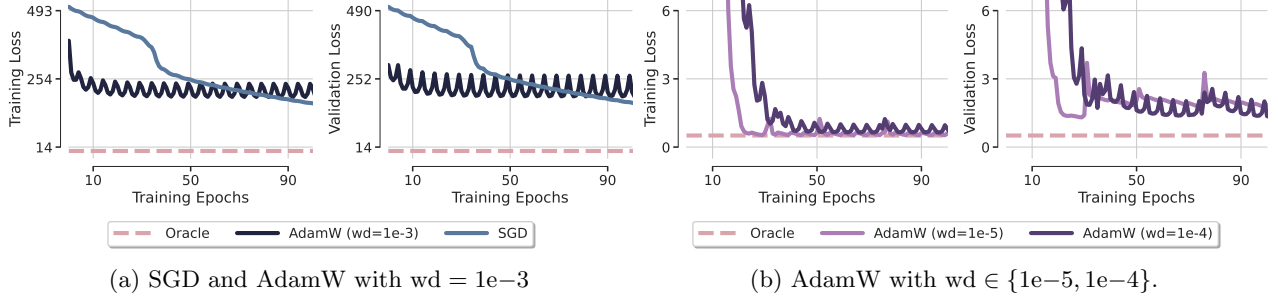 Training Loss
493
254
14
10
50
90
Training Epochs
Validation Loss
490
252
14
10
50
90
Training Epochs
Oracle
AdamW (wd=1e-3)
SGD
(a) SGD and AdamW with wd = 1e−3
Training Loss
6
3
0
10
50
90
Training Epochs
Validation Loss
6
3
0
10
50
90
Training Epochs
Oracle
AdamW (wd=1e-5)
AdamW (wd=1e-4)
(b) AdamW with wd ∈ {1e−5, 1e−4}.